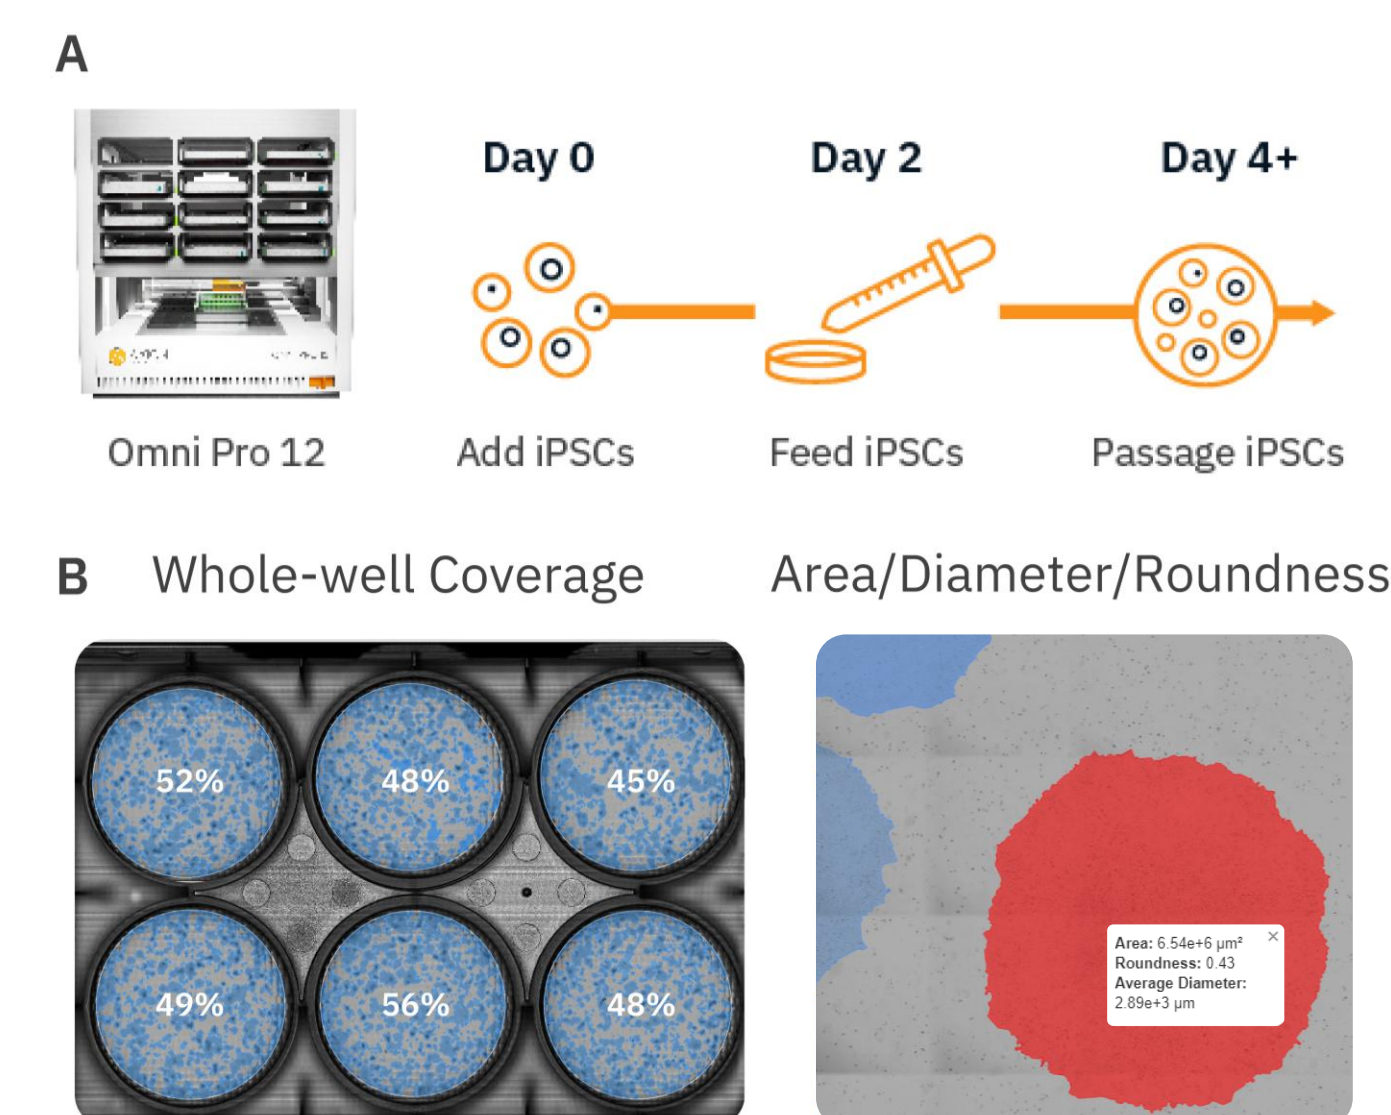 A
Day 0
Day 2
Day 4+
Omni Pro 12
Add iPSCs
Feed iPSCs
Passage iPSCs
B
Whole-well Coverage
Area/Diameter/Roundness
52%
48%
45%
49%
56%
48%
Area: 6.54e+6 µm²
Roundness: 0.43
Average Diameter:
2.89e+3 µm